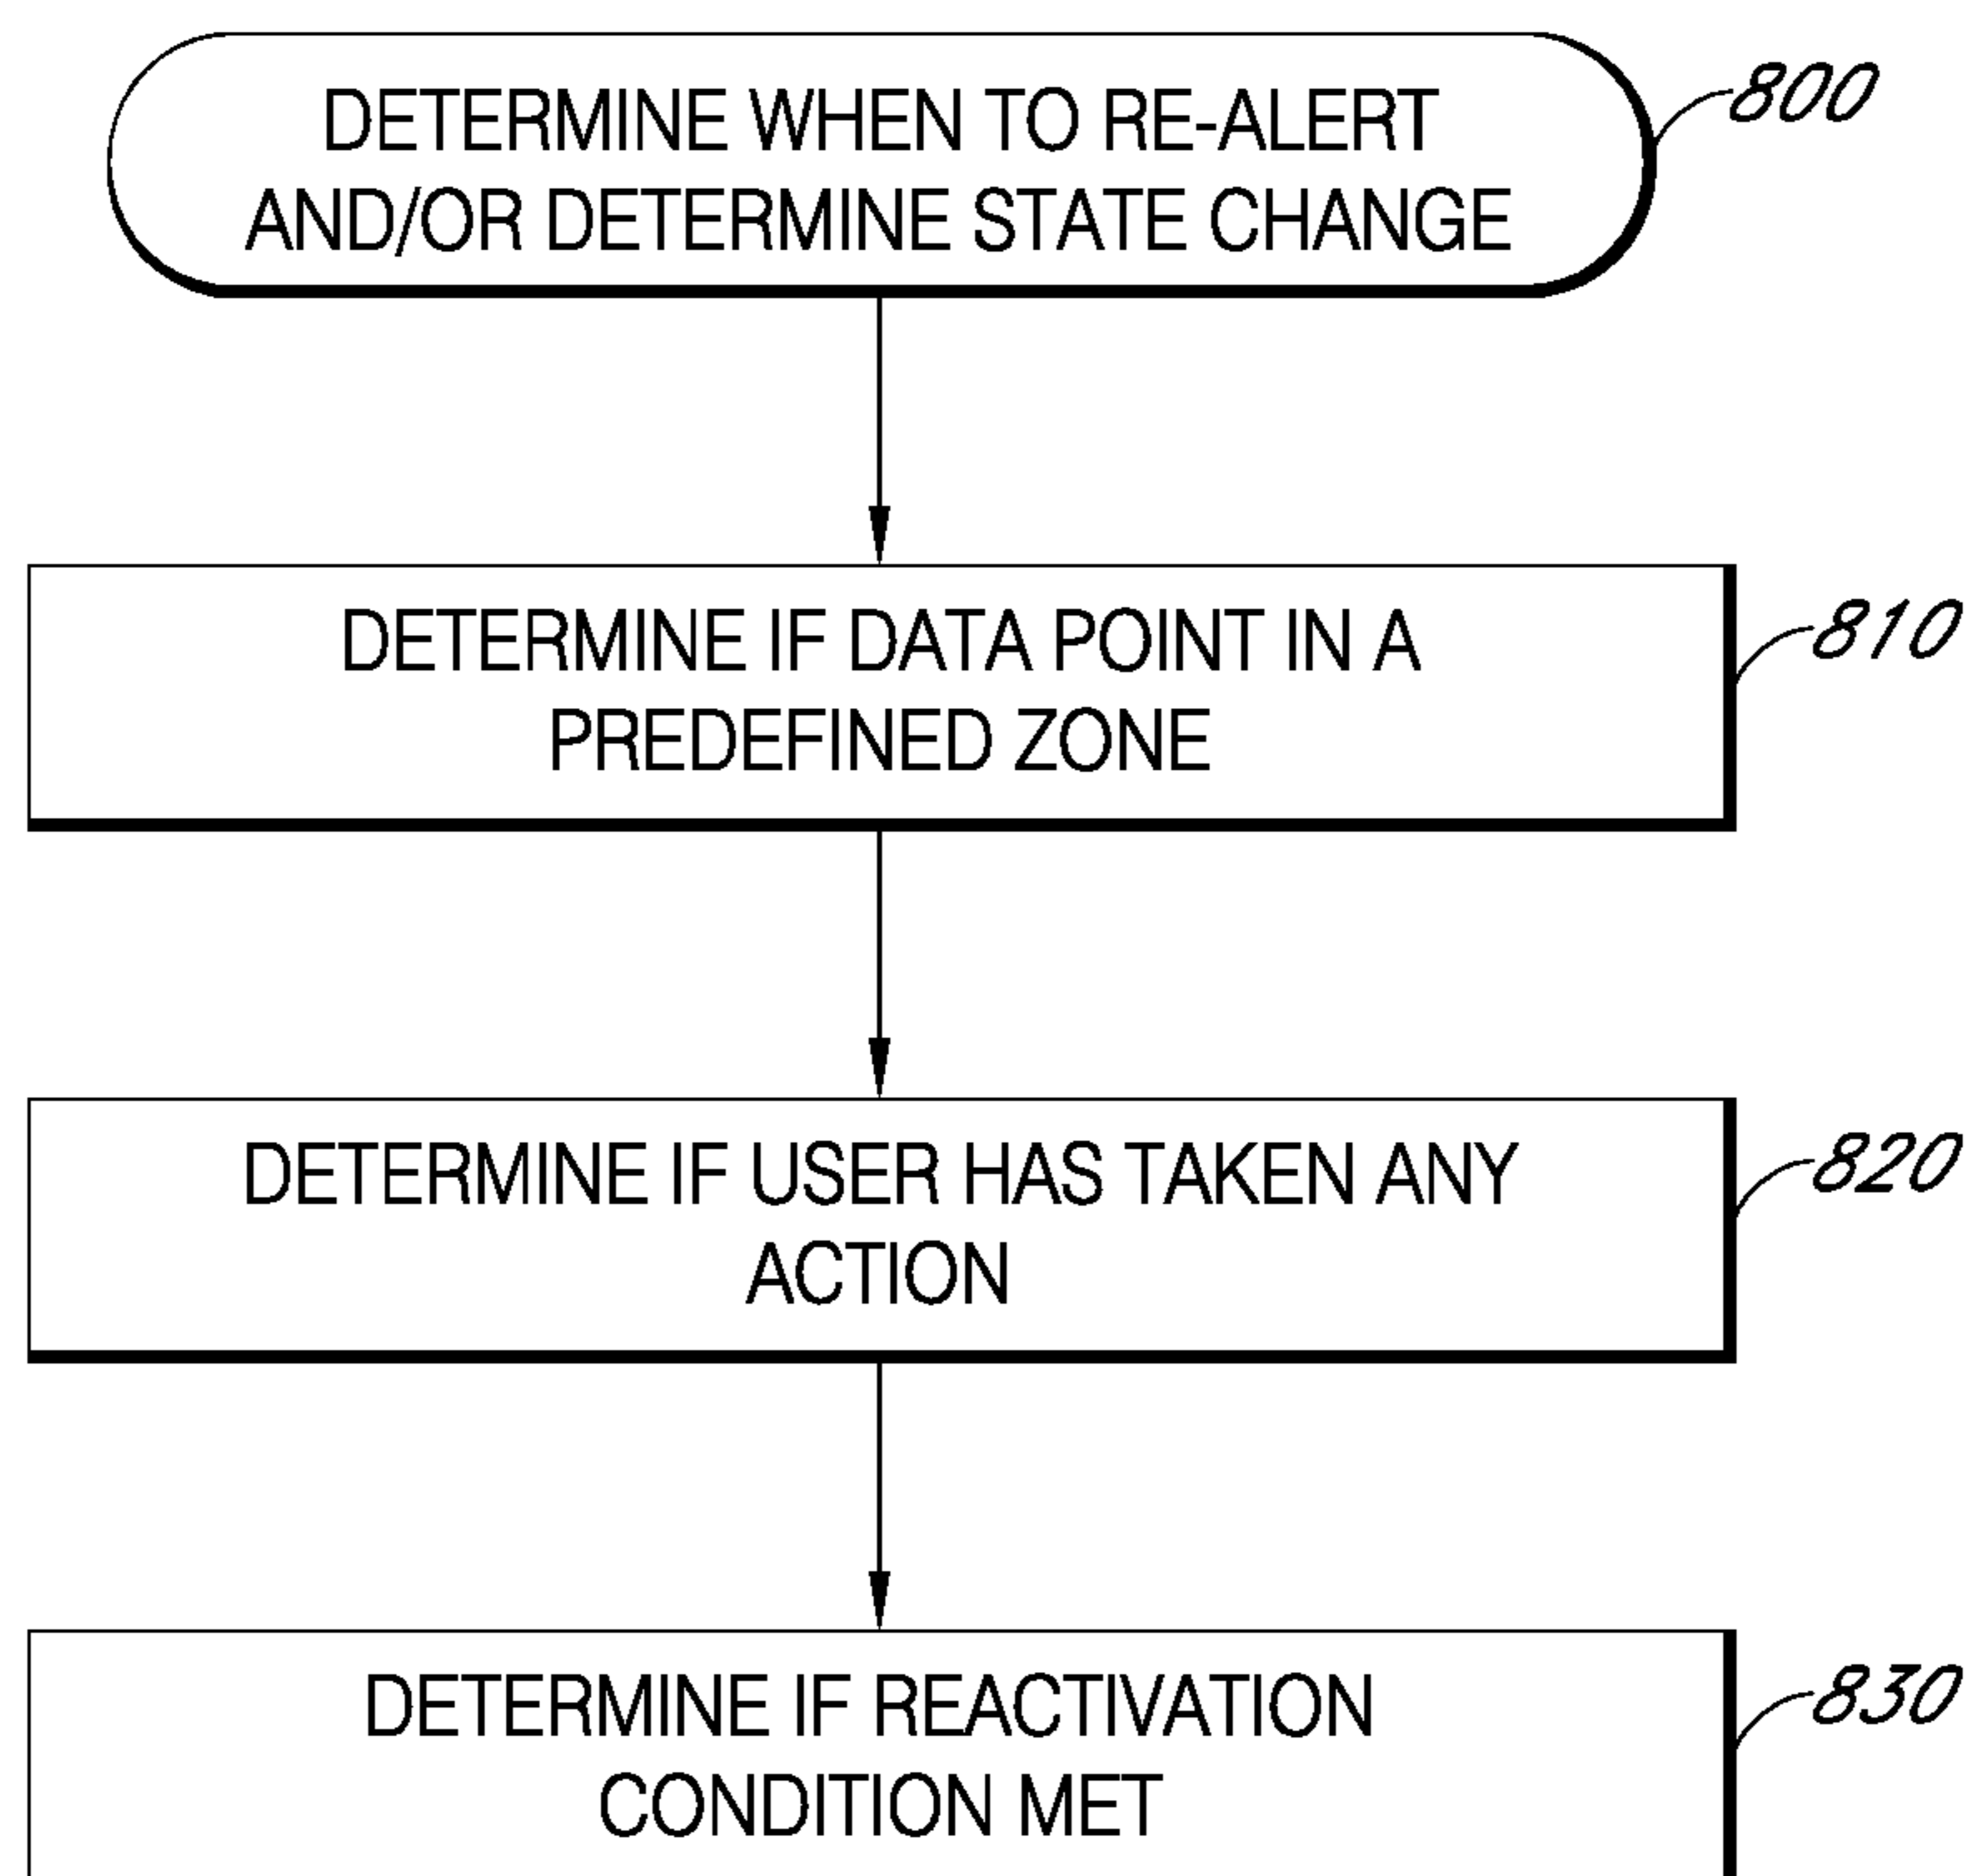 DETERMINE WHEN TO RE-ALERT
AND/OR DETERMINE STATE CHANGE
800
DETERMINE IF DATA POINT IN A
PREDEFINED ZONE
810
DETERMINE IF USER HAS TAKEN ANY
ACTION
820
DETERMINE IF REACTIVATION
CONDITION MET
830